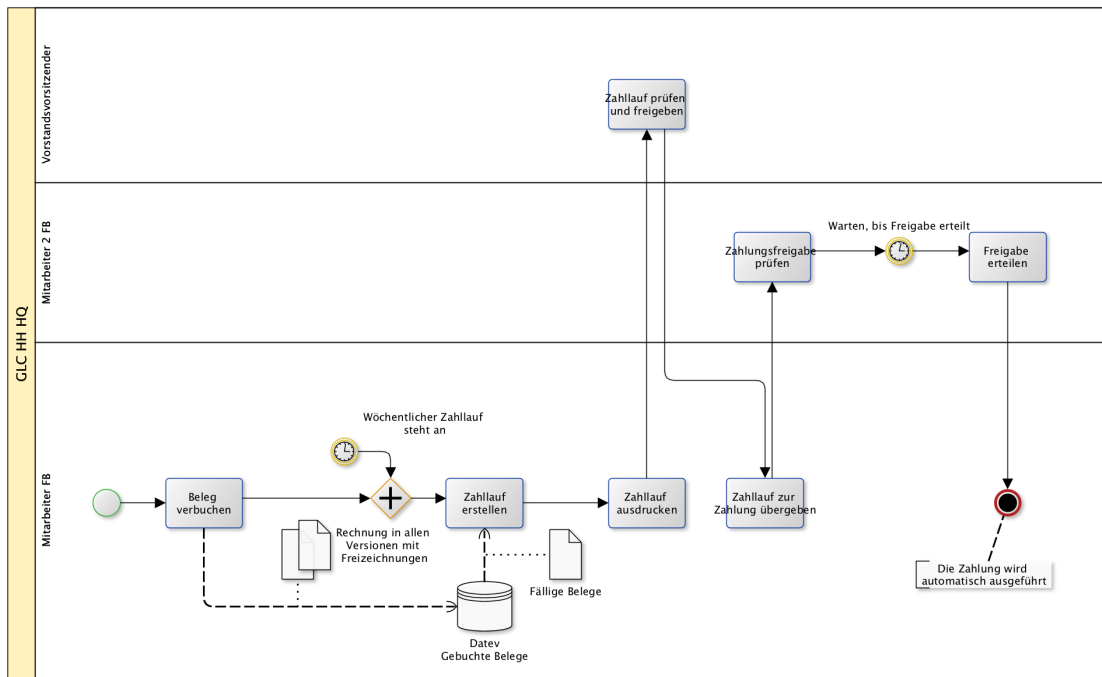 GLC HH HQ
Vorstandsvorsitzender
Zahllauf prüfen
und freigeben
Mitarbeiter 2 FB
Zahlungsfreigabe
prüfen
Warten, bis Freigabe erteilt
Freigabe
erteilen
Mitarbeiter FB
Wöchentlicher Zahllauf
steht an
Beleg
verbuchen
Rechnung in allen
Versionen mit
Freizeichnungen
Zahllauf
erstellen
Zahllauf
ausdrucken
Zahllauf zur
Zahlung übergeben
Fällige Belege
Datev
Gebuchte Belege
Die Zahlung wird
automatisch ausgeführt